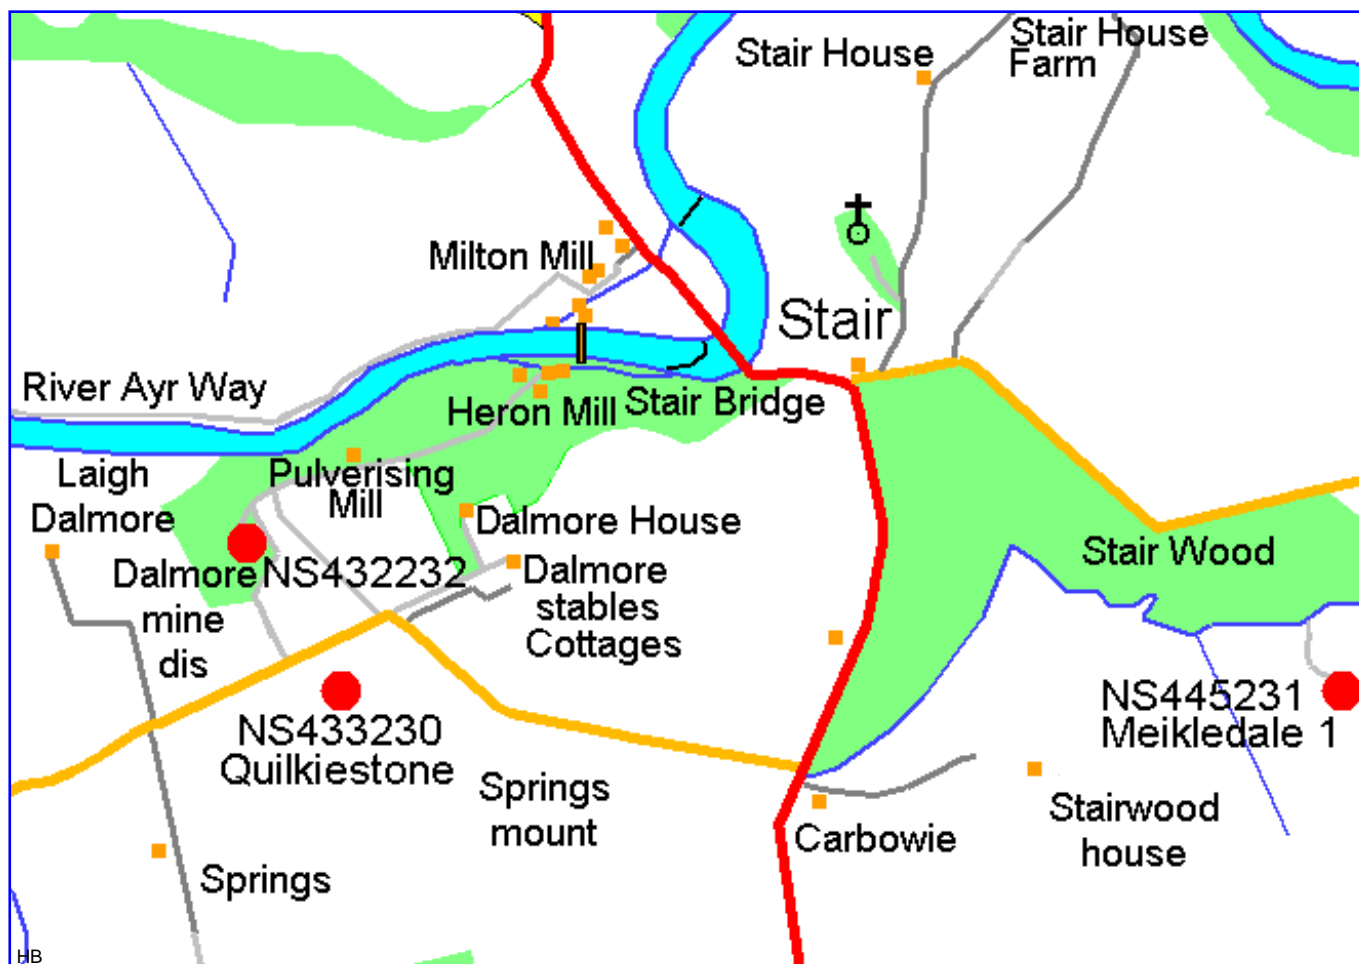 Stair House
Stair House
Farm
Milton Mill
Stair
River Ayr Way
Heron Mill
Stair Bridge
Laigh
Dalmore
Pulverising
Mill
Dalmore House
Stair Wood
Dalmore
mine
dis
NS432232
Dalmore
stables
Cottages
NS433230
Quilkiestone
NS445231
Meikledale 1
Springs
mount
Carbowie
Stairwood
house
Springs
HB